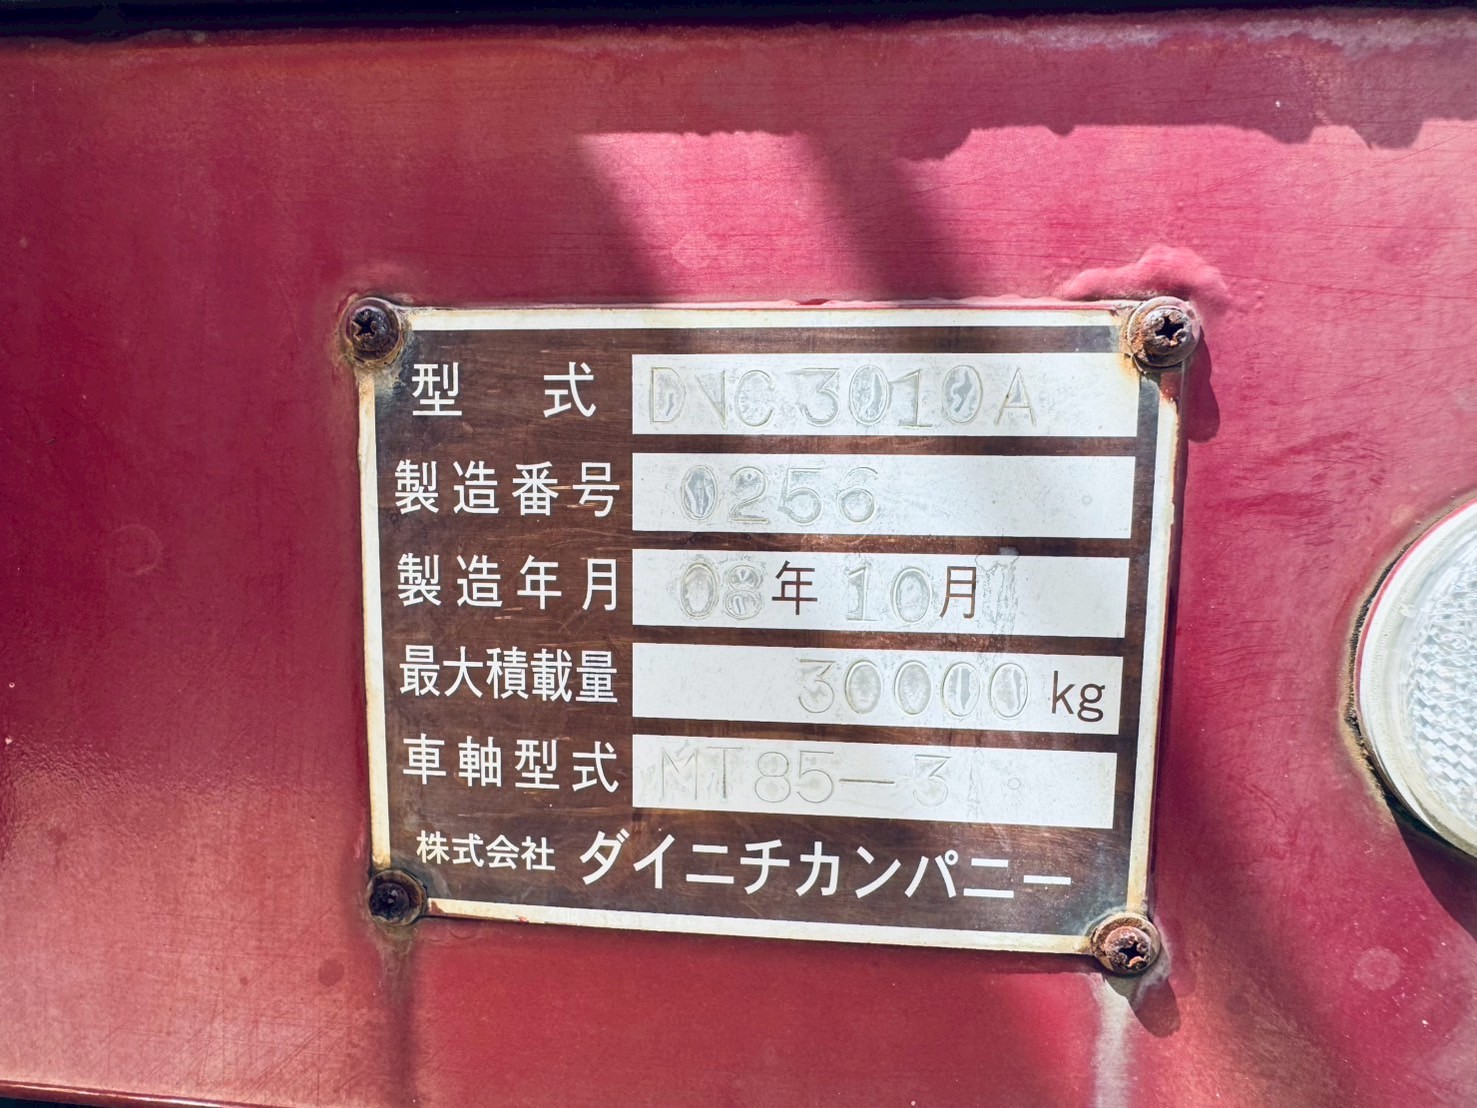 型式 DNC3010A
製造番号 0256
製造年月 08年10月
最大積載量 30000kg
車軸型式 MT85-3
株式会社 ダイニチカンパニー